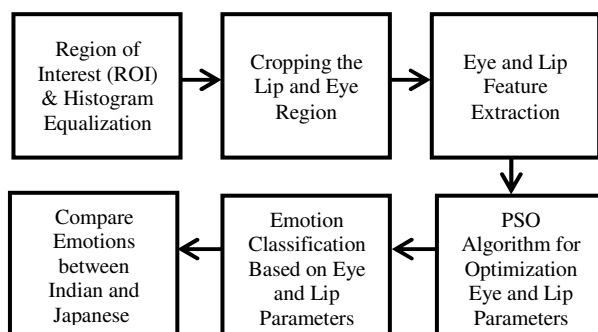 Region of
Interest (ROI)
& Histogram
Equalization
Cropping the
Lip and Eye
Region
Eye and Lip
Feature
Extraction
PSO
Algorithm for
Optimization
Eye and Lip
Parameters
Emotion
Classification
Based on Eye
and Lip
Parameters
Compare
Emotions
between
Indian and
Japanese